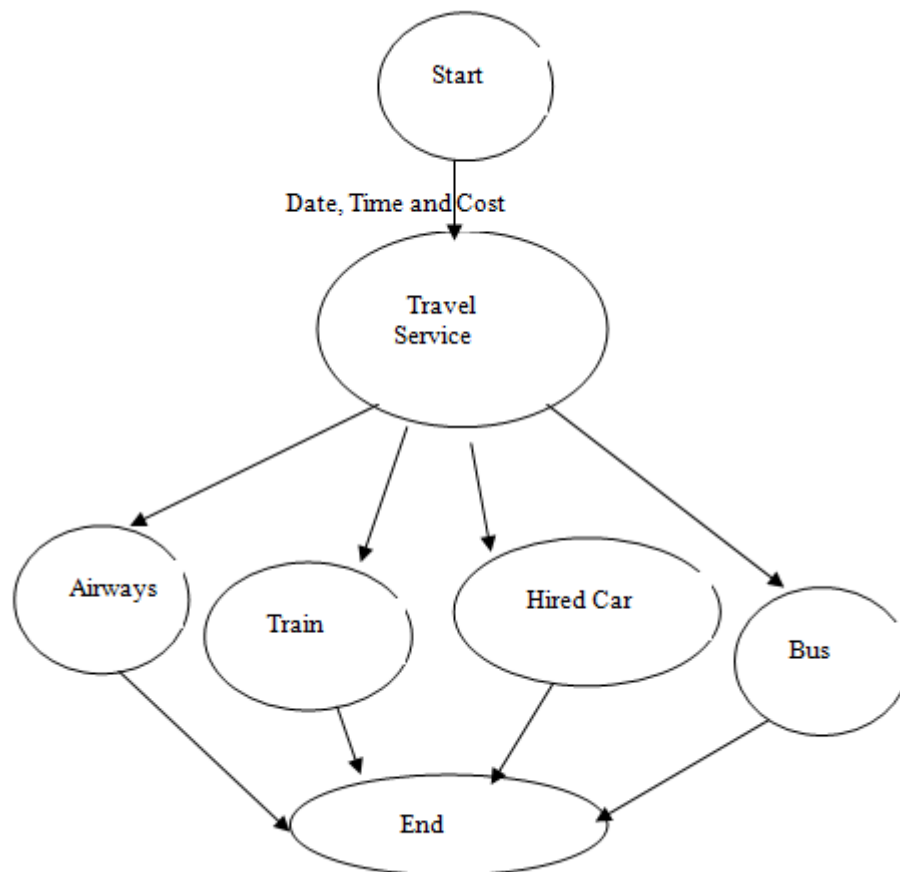 Start
Date, Time and Cost
Travel
Service
Airways
Train
Hired Car
Bus
End